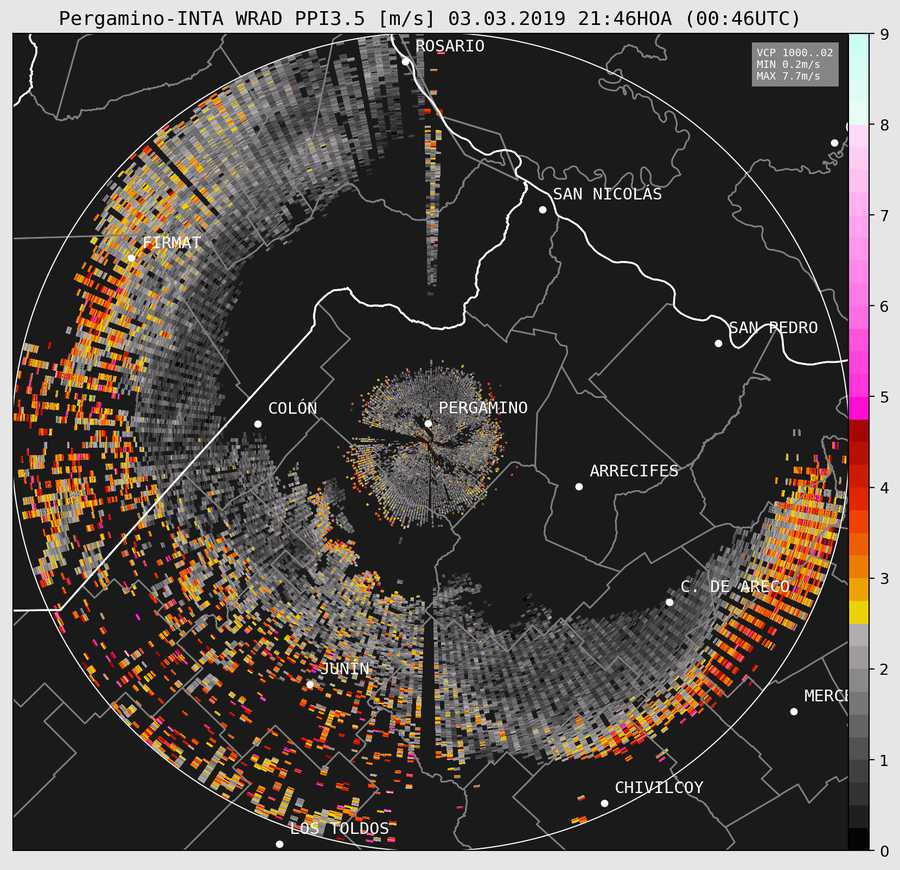 Pergamino-INTA WRAD PPI3.5 [m/s] 03.03.2019 21:46HOA (00:46UTC)
VCP 1000..02
MIN 0.2m/s
MAX 7.7m/s
ROSARIO
SAN NICOLÁS
FIRMAT
SAN PEDRO
COLÓN
PERGAMINO
ARRECIFES
C. DE ARECO
JUNÍN
MERCE
CHIVILCOY
LOS TOLDOS
9
8
7
6
5
4
3
2
1
0